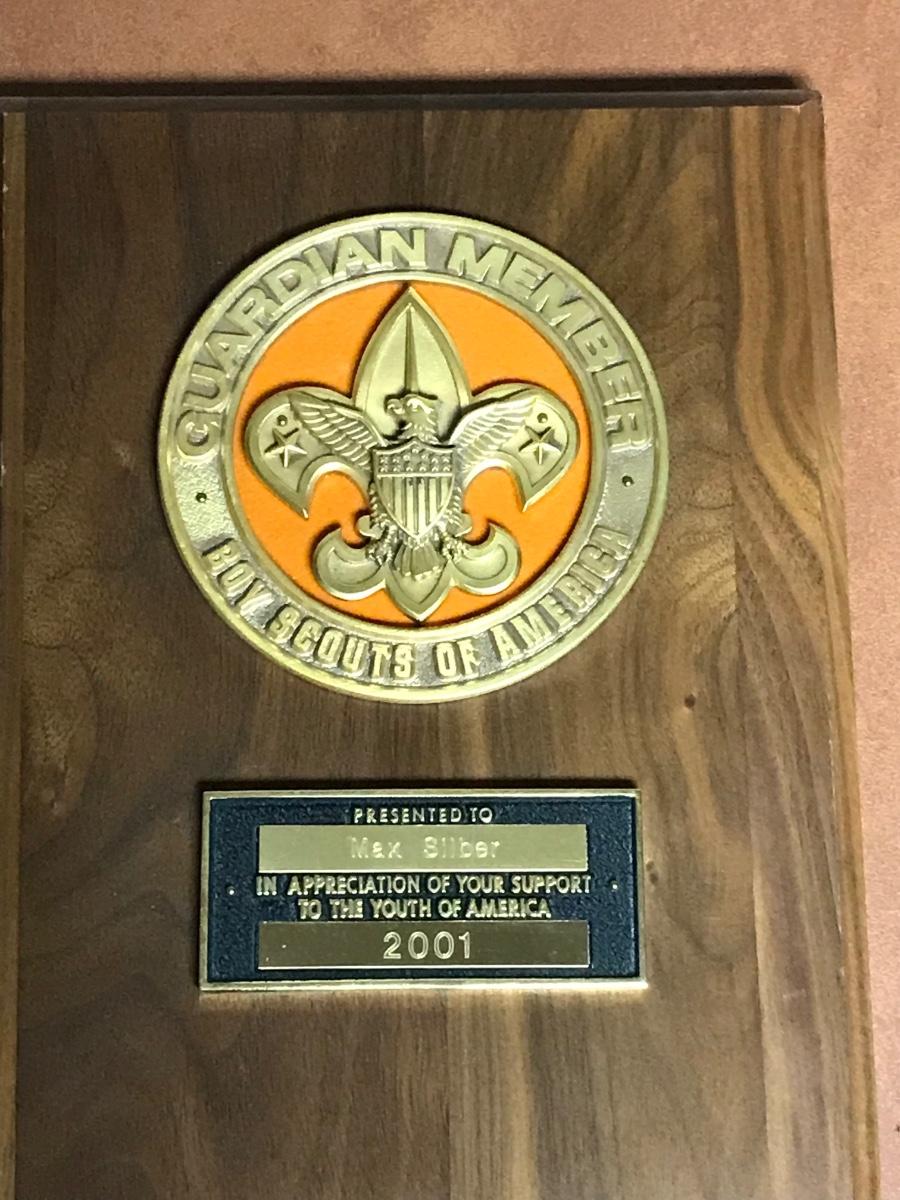 GUARDIAN MEMBER
BOY SCOUTS OF AMERICA
PRESENTED TO
Max Silber
IN APPRECIATION OF YOUR SUPPORT
TO THE YOUTH OF AMERICA
2001